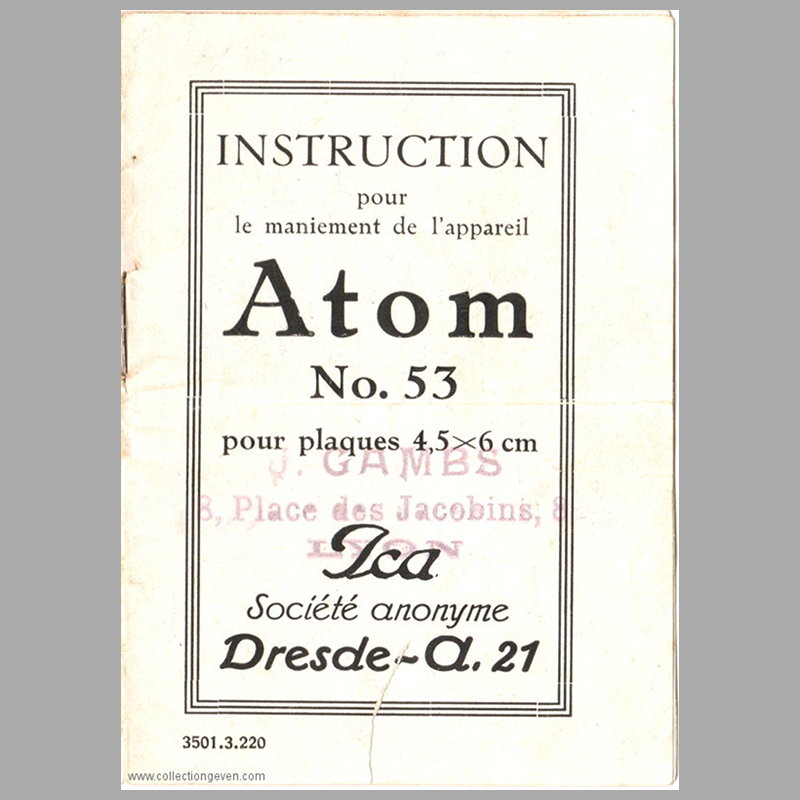 INSTRUCTION
pour
le maniement de l'appareil
Atom
No. 53
pour plaques 4,5×6 cm
J. GAMBS
8, Place des Jacobins, 8
LYON
Ica
Société anonyme
Dresde-A. 21
3501.3.220
www.collectiongeven.com